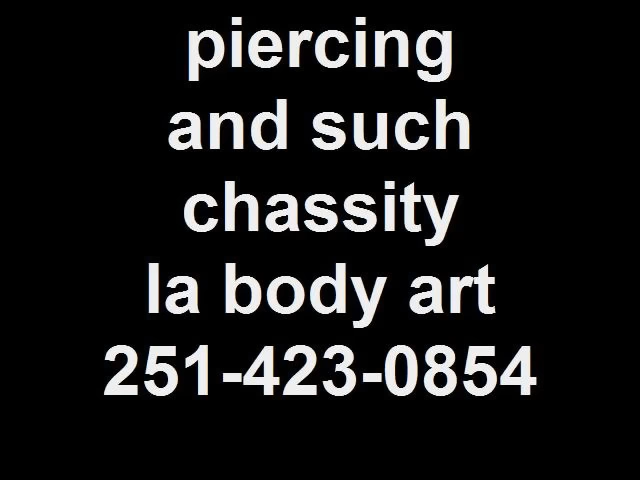 piercing
and such
chassity
la body art
251-423-0854